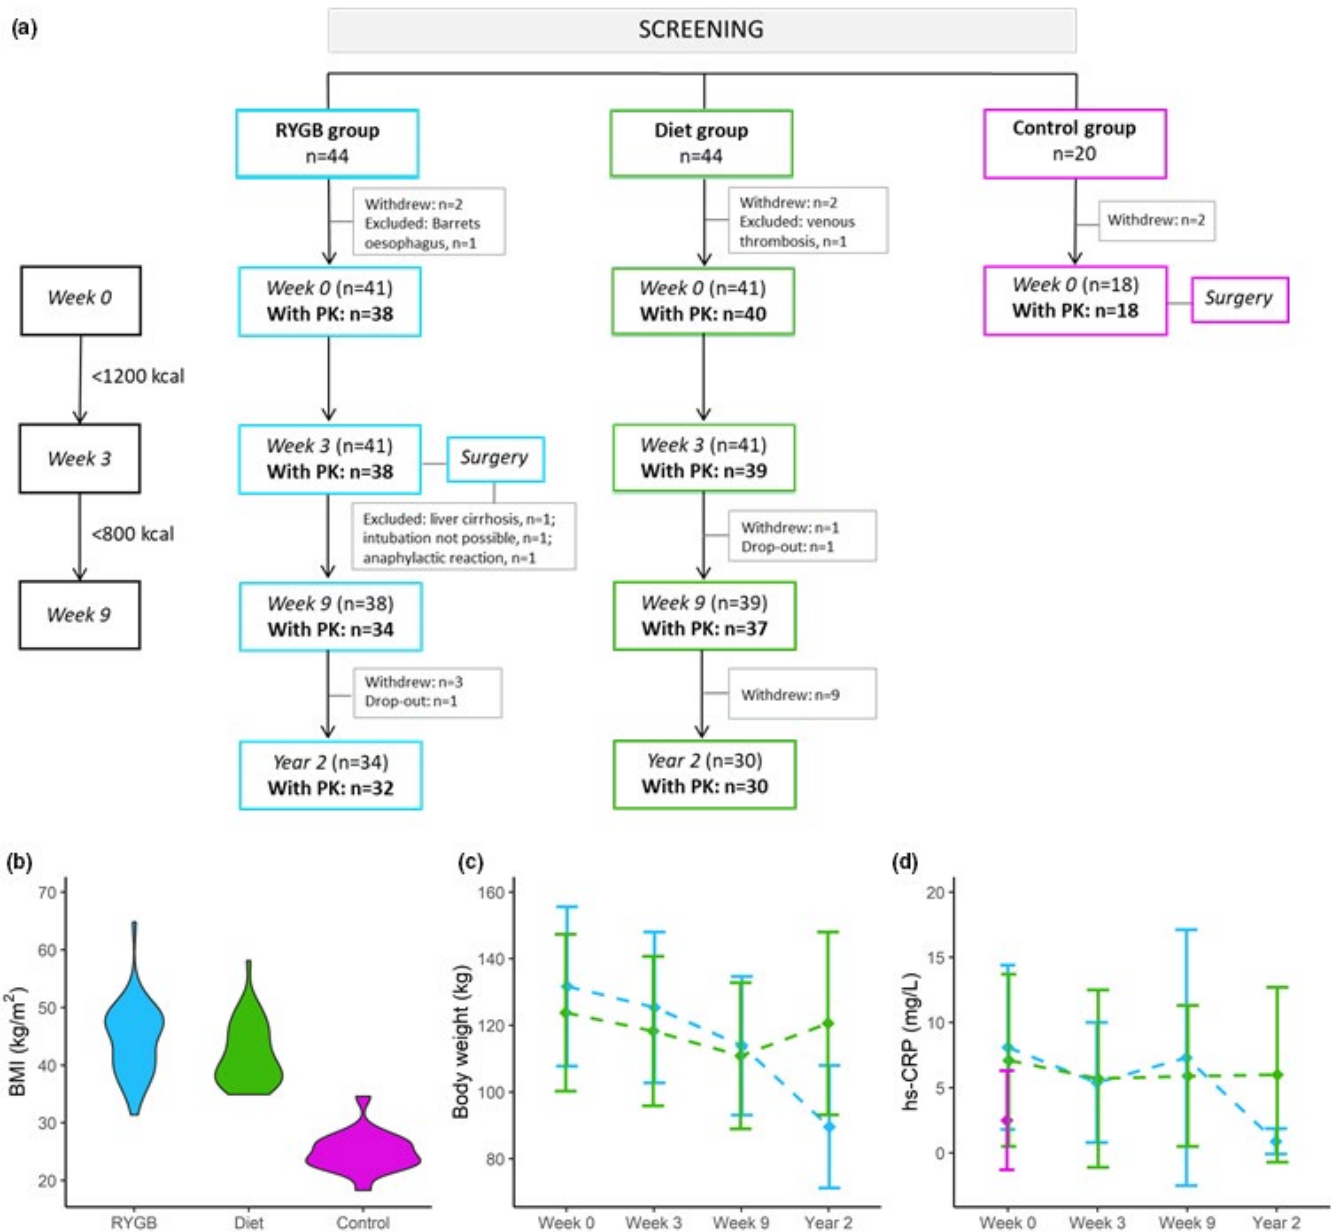 (a)
SCREENING
RYGB group
n=44
Diet group
n=44
Control group
n=20
Withdrew: n=2
Excluded: Barrets
oesophagus, n=1
Withdrew: n=2
Excluded: venous
thrombosis, n=1
Withdrew: n=2
Week 0
Week 0 (n=41)
With PK: n=38
Week 0 (n=41)
With PK: n=40
Week 0 (n=18)
With PK: n=18
Surgery
<1200 kcal
Week 3
Week 3 (n=41)
With PK: n=38
Surgery
Week 3 (n=41)
With PK: n=39
<800 kcal
Excluded: liver cirrhosis, n=1;
intubation not possible, n=1;
anaphylactic reaction, n=1
Withdrew: n=1
Drop-out: n=1
Week 9
Week 9 (n=38)
With PK: n=34
Week 9 (n=39)
With PK: n=37
Withdrew: n=3
Drop-out: n=1
Withdrew: n=9
Year 2 (n=34)
With PK: n=32
Year 2 (n=30)
With PK: n=30
(b)
BMI (kg/m²)
70
60
50
40
30
20
RYGB
Diet
Control
(c)
Body weight (kg)
160
140
120
100
80
Week 0
Week 3
Week 9
Year 2
(d)
hs-CRP (mg/L)
20
15
10
5
0
Week 0
Week 3
Week 9
Year 2